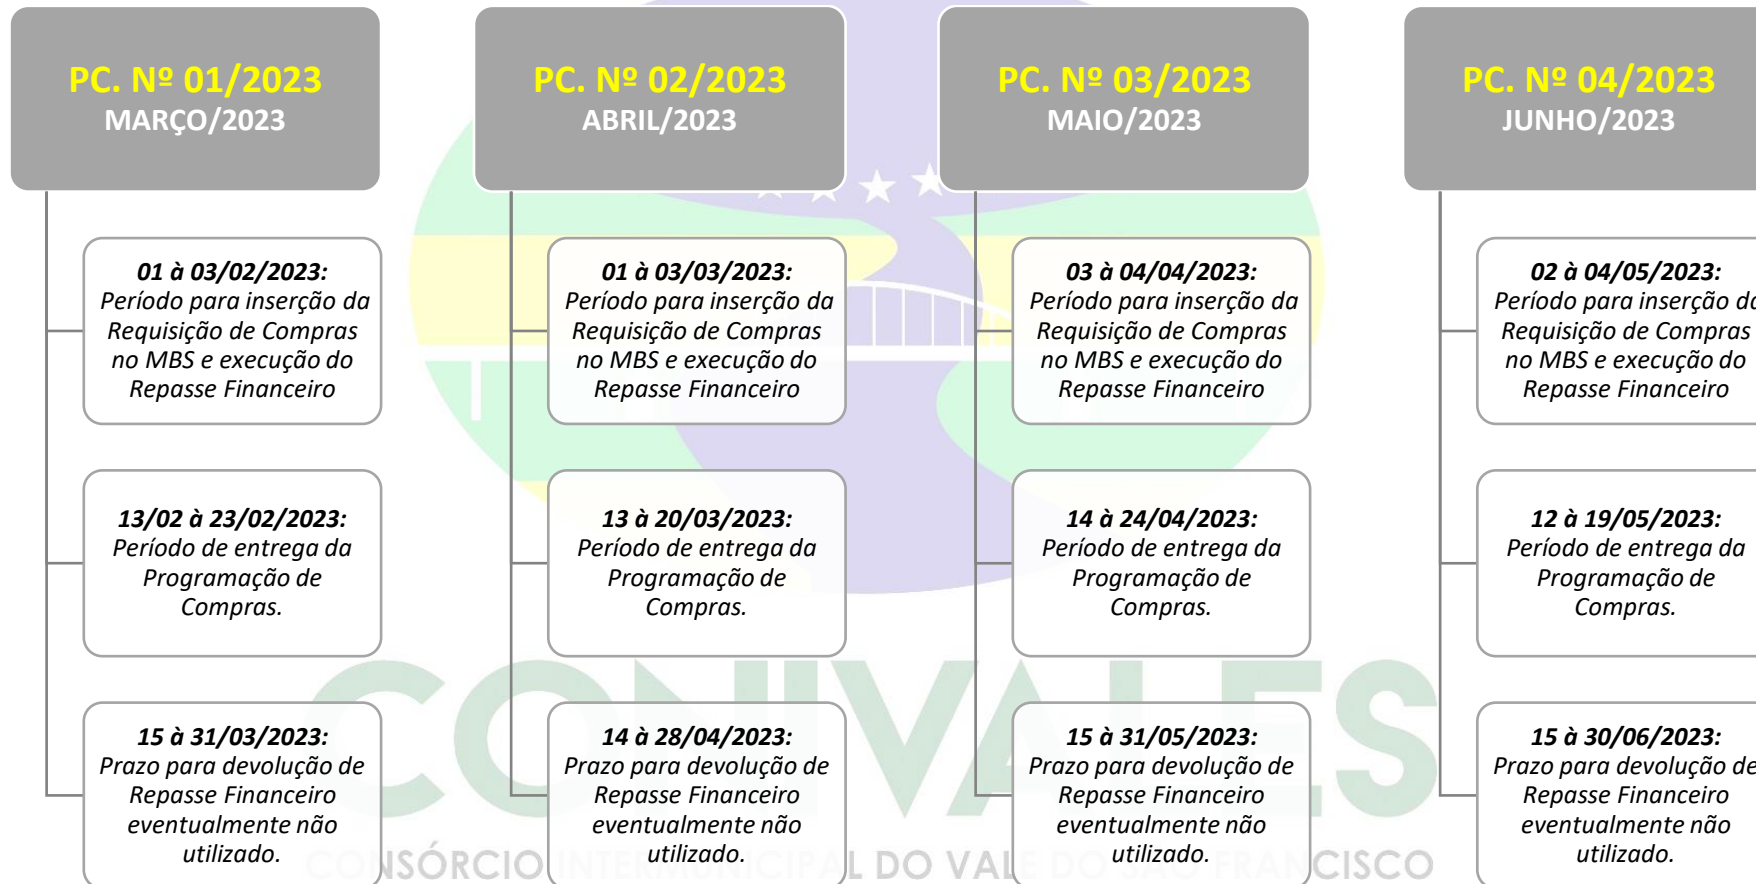 PC. Nº 01/2023
MARÇO/2023
01 à 03/02/2023:
Período para inserção da
Requisição de Compras
no MBS e execução do
Repasse Financeiro
13/02 à 23/02/2023:
Período de entrega da
Programação de
Compras.
15 à 31/03/2023:
Prazo para devolução de
Repasse Financeiro
eventualmente não
utilizado.
PC. Nº 02/2023
ABRIL/2023
01 à 03/03/2023:
Período para inserção da
Requisição de Compras
no MBS e execução do
Repasse Financeiro
13 à 20/03/2023:
Período de entrega da
Programação de
Compras.
14 à 28/04/2023:
Prazo para devolução de
Repasse Financeiro
eventualmente não
utilizado.
PC. Nº 03/2023
MAIO/2023
03 à 04/04/2023:
Período para inserção da
Requisição de Compras
no MBS e execução do
Repasse Financeiro
14 à 24/04/2023:
Período de entrega da
Programação de
Compras.
15 à 31/05/2023:
Prazo para devolução de
Repasse Financeiro
eventualmente não
utilizado.
PC. Nº 04/2023
JUNHO/2023
02 à 04/05/2023:
Período para inserção da
Requisição de Compras
no MBS e execução do
Repasse Financeiro
12 à 19/05/2023:
Período de entrega da
Programação de
Compras.
15 à 30/06/2023:
Prazo para devolução de
Repasse Financeiro
eventualmente não
utilizado.
CONIVALES
CONSÓRCIO INTERMUNICIPAL DO VALE DO SÃO FRANCISCO